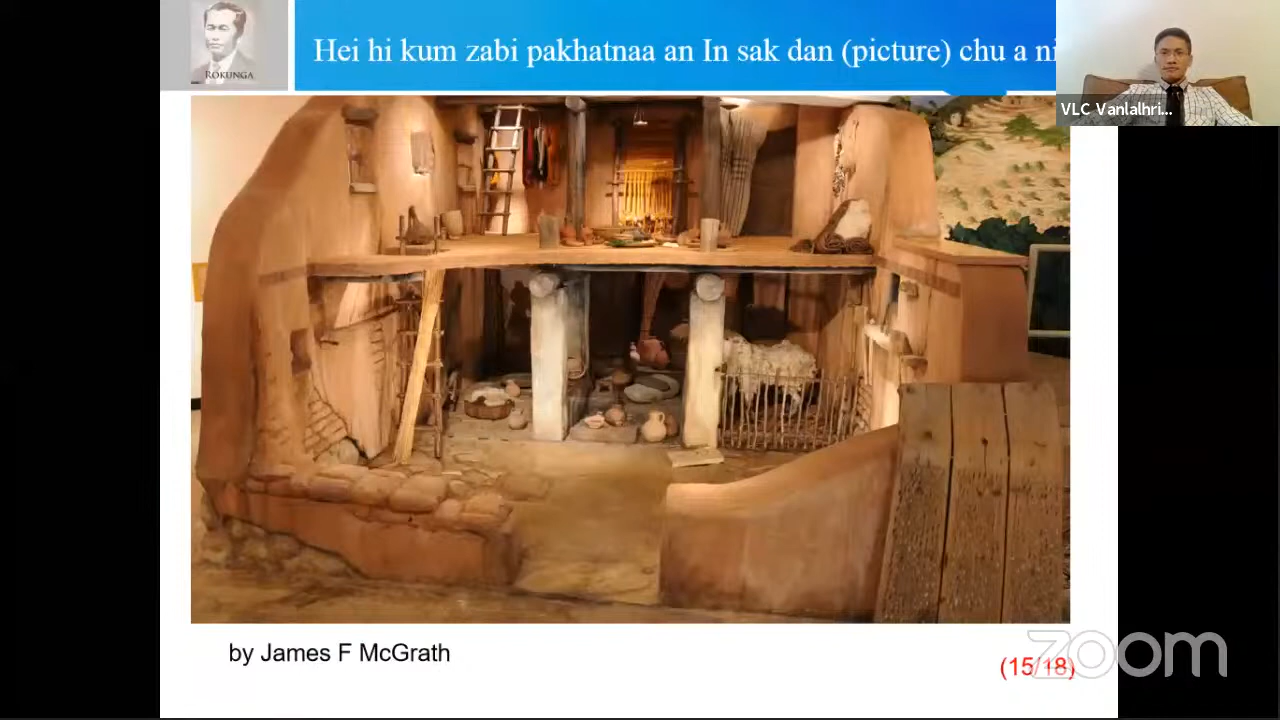 ROKUNGA
Hei hi kum zabi pakhatnaa an In sak dan (picture) chu a ni
VLC Vanlalhri...
by James F McGrath
(15/18)
zoom